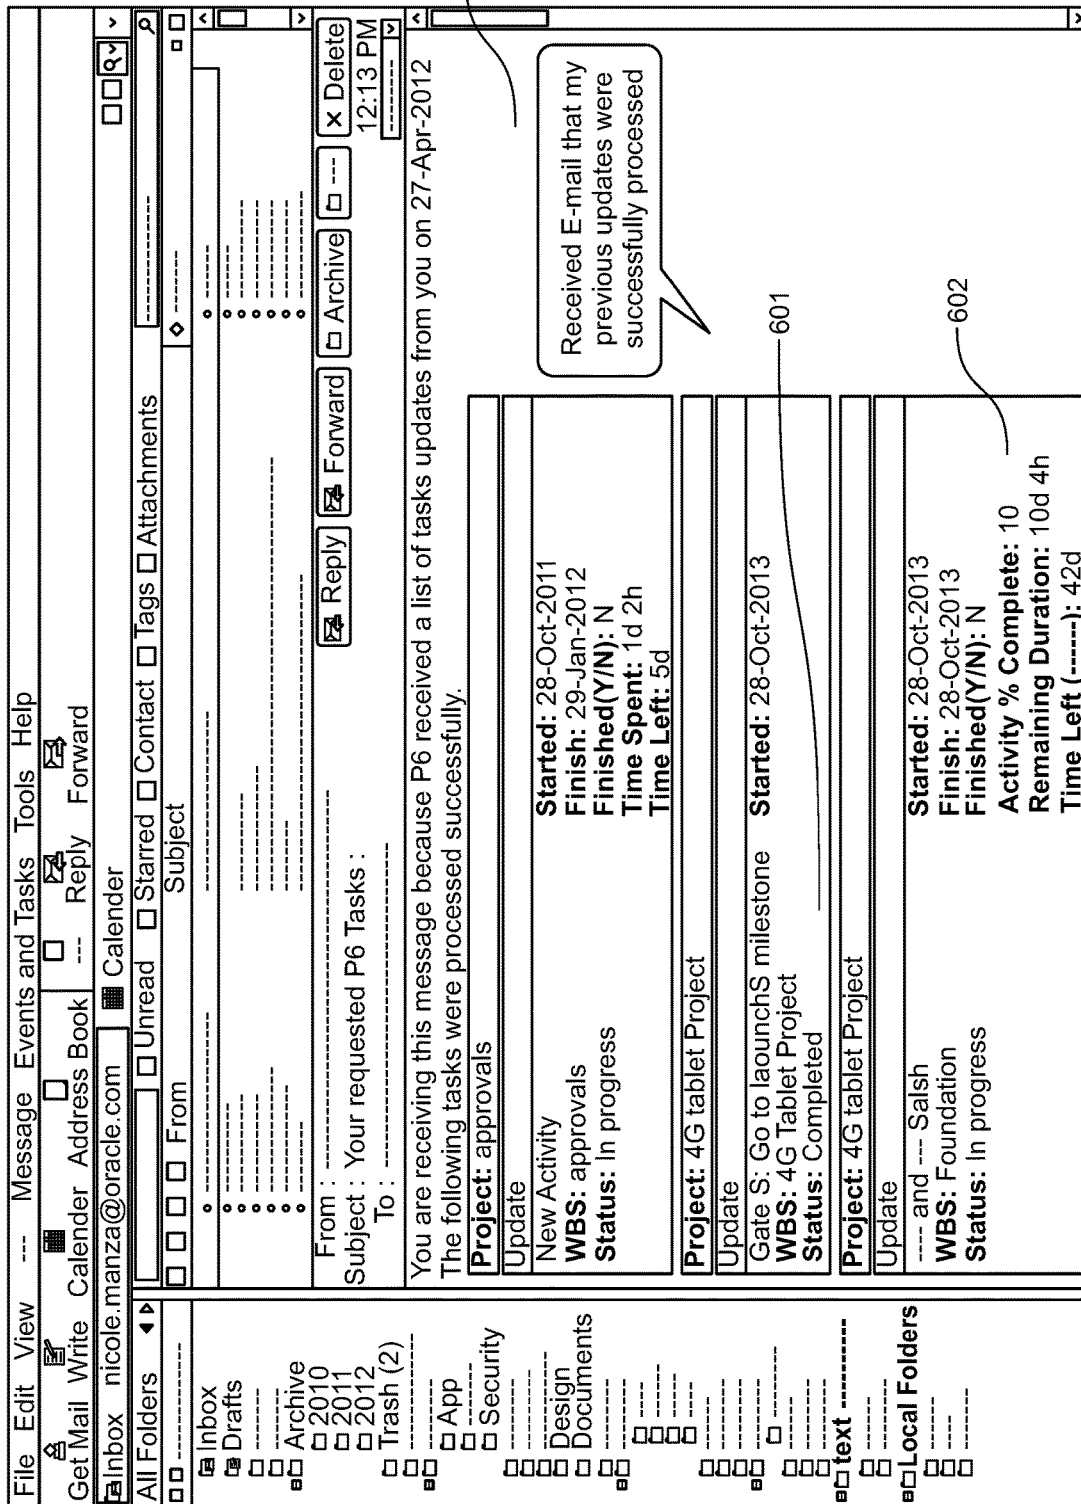 File Edit View ---- Message Events and Tasks Tools Help
Get Mail Write Calender Address Book --- Reply Forward
Inbox nicole.manza@oracle.com Calender
All Folders Unread Starred Contact Tags Attachments
From Subject
Inbox
Drafts
Archive
2010
2011
2012
Trash (2)
App
Security
Design
Documents
text
Local Folders
From :
Reply Forward Archive --- x Delete
Subject : Your requested P6 Tasks :
12:13 PM
To :
You are receiving this message because P6 received a list of tasks updates from you on 27-Apr-2012
The following tasks were processed successfully.
Project: approvals
Update
New Activity Started: 28-Oct-2011
WBS: approvals Finish: 29-Jan-2012
Status: In progress Finished(Y/N): N
Time Spent: 1d 2h
Time Left: 5d
Received E-mail that my
previous updates were
successfully processed
Project: 4G tablet Project
Update
Gate S: Go to laounchS milestone Started: 28-Oct-2013
WBS: 4G Tablet Project
Status: Completed
601
Project: 4G tablet Project
Update
----- and --- Salsh Started: 28-Oct-2013
WBS: Foundation Finish: 28-Oct-2013
Status: In progress Finished(Y/N): N
Activity % Complete: 10
Remaining Duration: 10d 4h
Time Left (------): 42d
602